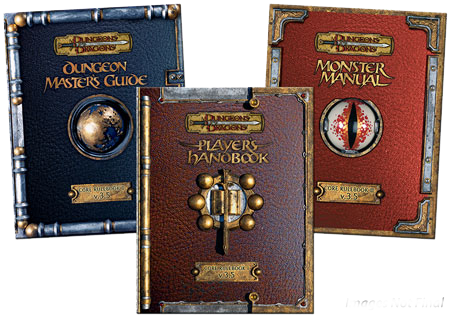 DUNGEONS
& DRAGONS
DUNGEON
MASTER'S GUIDE
CORE RULEBOOK II
v.3.5
DUNGEONS
& DRAGONS
PLAYER'S
HANDBOOK
CORE RULEBOOK I
v.3.5
DUNGEONS
& DRAGONS
MONSTER
MANUAL
CORE RULEBOOK III
v.3.5